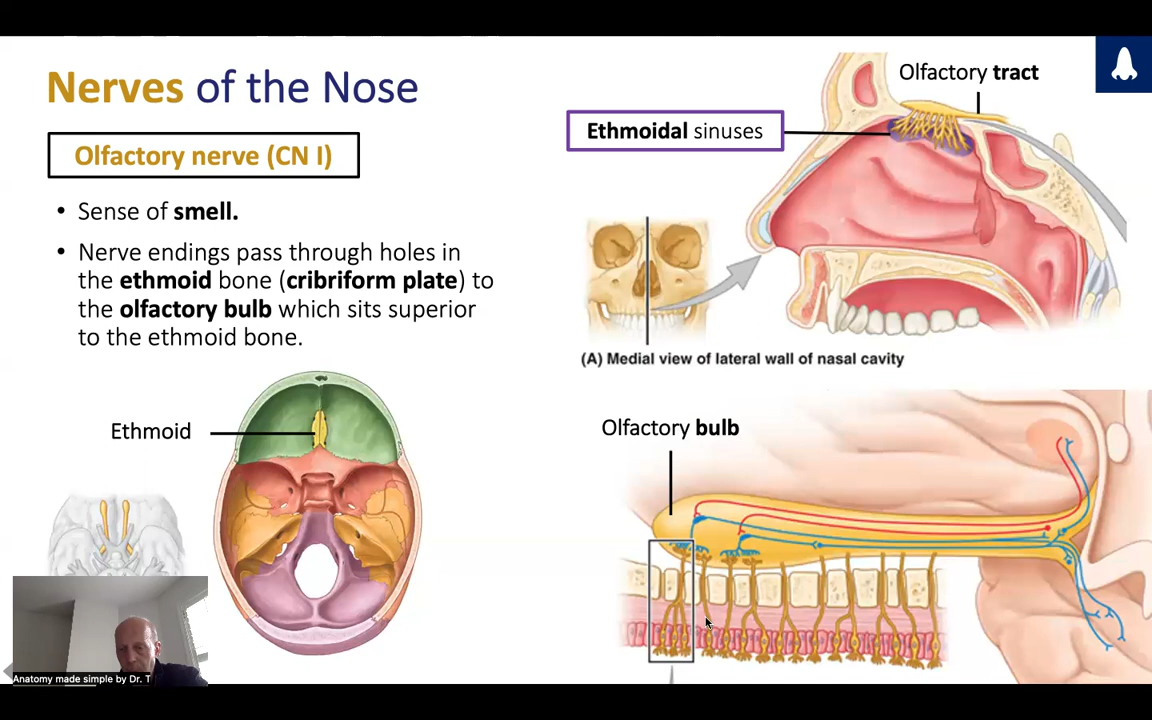 Nerves of the Nose
Olfactory nerve (CN I)
• Sense of smell.
• Nerve endings pass through holes in
the ethmoid bone (cribriform plate) to
the olfactory bulb which sits superior
to the ethmoid bone.
Ethmoid
Olfactory tract
Ethmoidal sinuses
(A) Medial view of lateral wall of nasal cavity
Olfactory bulb
Anatomy made simple by Dr. T